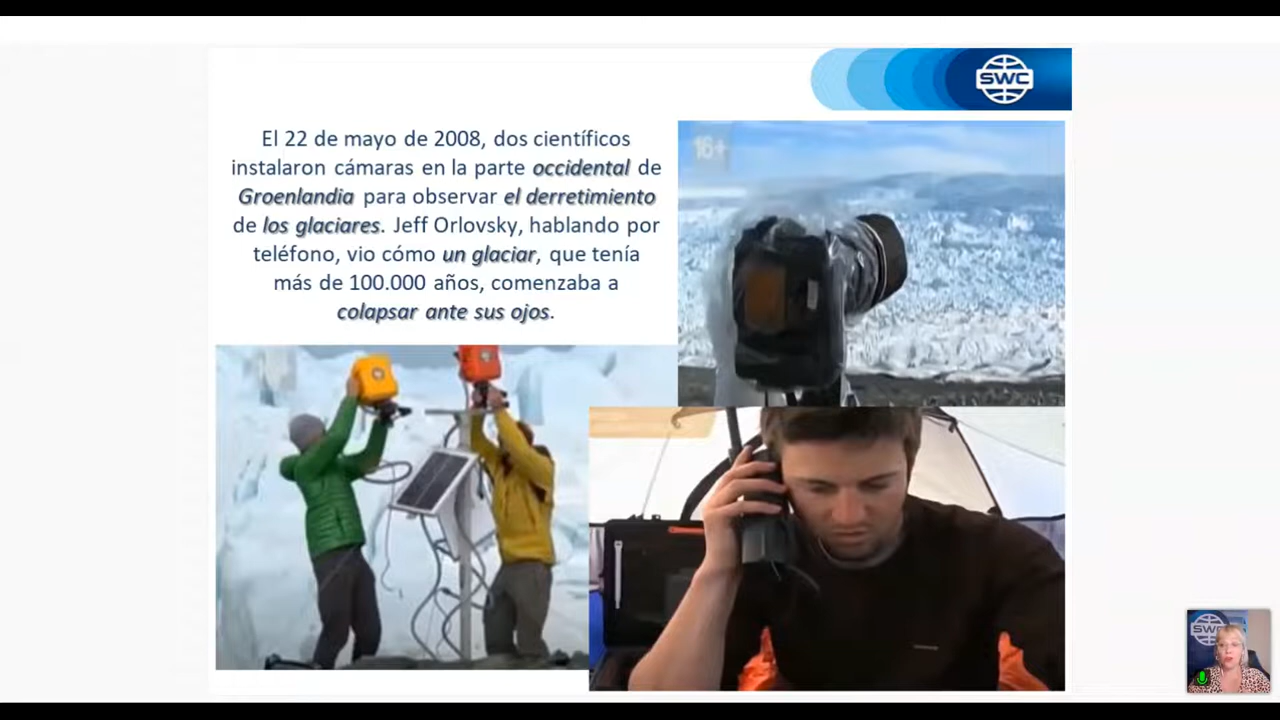 SWC
El 22 de mayo de 2008, dos científicos
instalaron cámaras en la parte occidental de
Groenlandia para observar el derretimiento
de los glaciares. Jeff Orlovsky, hablando por
teléfono, vio cómo un glaciar, que tenía
más de 100.000 años, comenzaba a
colapsar ante sus ojos.
16+
SWC